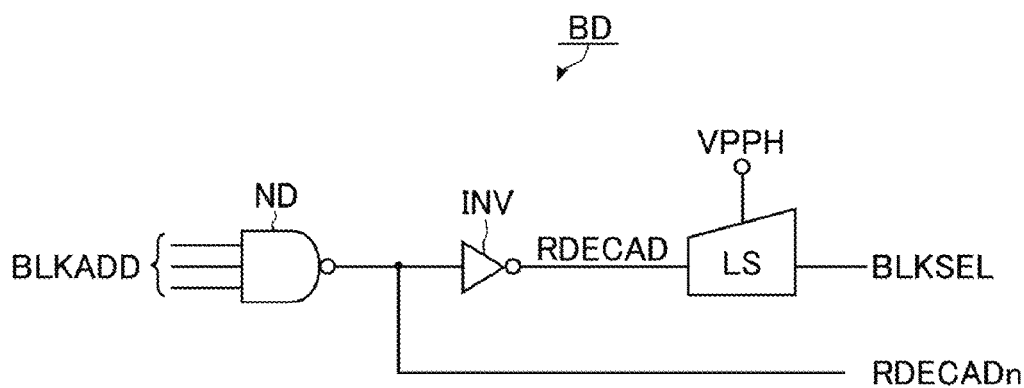 BD
VPPH
ND
INV
BLKADD
RDECAD
LS
BLKSEL
RDECADn